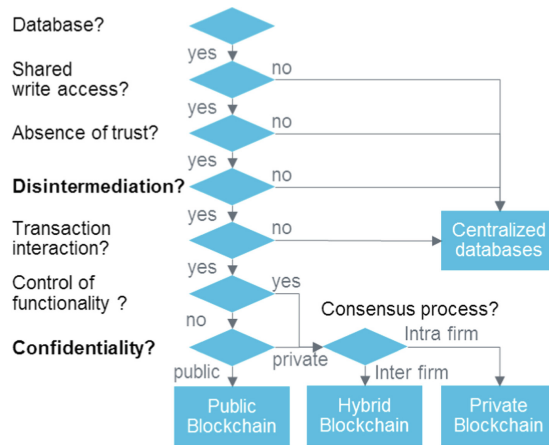 Database?
yes
Shared
write access?
no
yes
Absence of trust?
no
yes
Disintermediation?
no
yes
Transaction
interaction?
no
Centralized
databases
yes
Control of
functionality ?
yes
no
Consensus process?
Confidentiality?
Intra firm
public
private
Inter firm
Public
Blockchain
Hybrid
Blockchain
Private
Blockchain